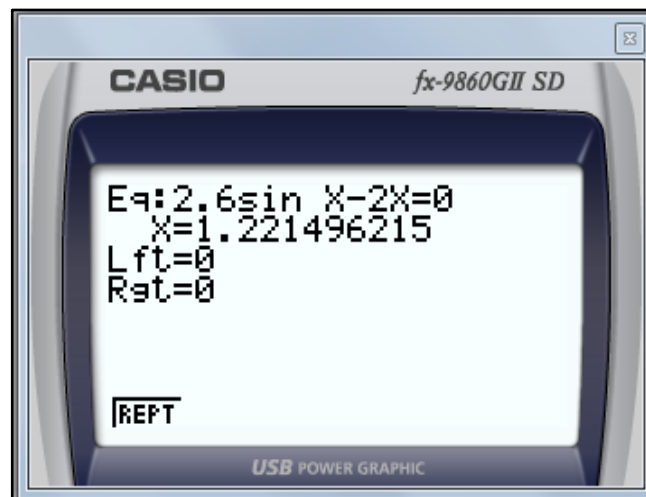 CASIO fx-9860GII SD
Eq:2.6sin X-2X=0
X=1.221496215
Lft=0
Rgt=0
REPT
USB POWER GRAPHIC